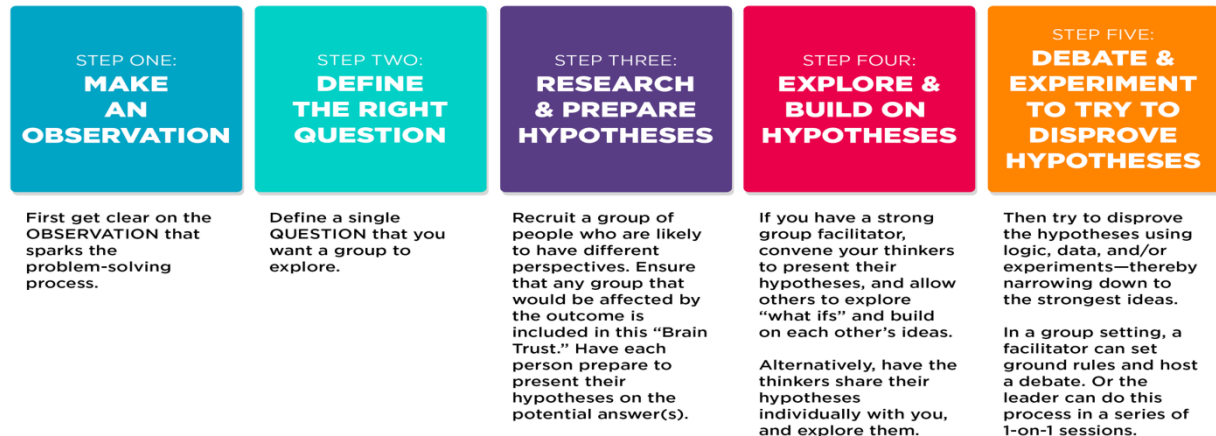 STEP ONE:
MAKE
AN
OBSERVATION
First get clear on the
OBSERVATION that
sparks the
problem-solving
process.
STEP TWO:
DEFINE
THE RIGHT
QUESTION
Define a single
QUESTION that you
want a group to
explore.
STEP THREE:
RESEARCH
& PREPARE
HYPOTHESES
Recruit a group of
people who are likely
to have different
perspectives. Ensure
that any group that
would be affected by
the outcome is
included in this “Brain
Trust.” Have each
person prepare to
present their
hypotheses on the
potential answer(s).
STEP FOUR:
EXPLORE &
BUILD ON
HYPOTHESES
If you have a strong
group facilitator,
convene your thinkers
to present their
hypotheses, and allow
others to explore
“what ifs” and build
on each other’s ideas.
Alternatively, have the
thinkers share their
hypotheses
individually with you,
and explore them.
STEP FIVE:
DEBATE &
EXPERIMENT
TO TRY TO
DISPROVE
HYPOTHESES
Then try to disprove
the hypotheses using
logic, data, and/or
experiments—thereby
narrowing down to
the strongest ideas.
In a group setting, a
facilitator can set
ground rules and host
a debate. Or the
leader can do this
process in a series of
1-on-1 sessions.